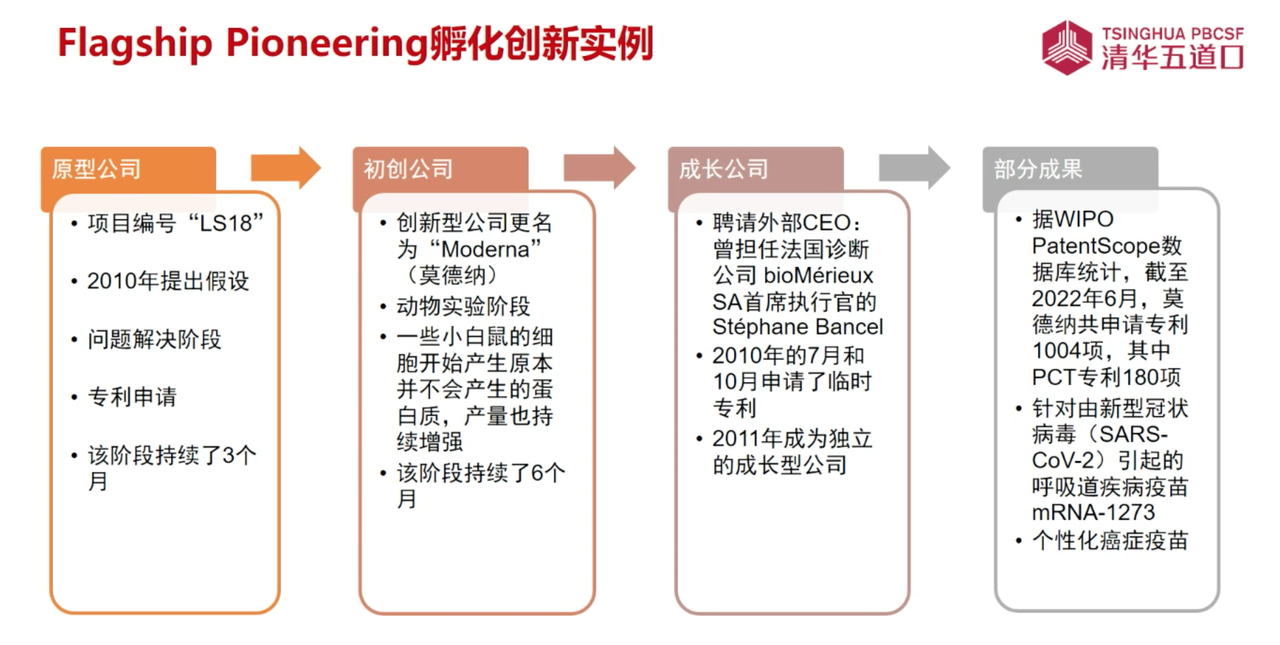 Flagship Pioneering孵化创新实例
TSINGHUA PBCSF
清华五道口
原型公司
• 项目编号“LS18”
• 2010年提出假设
• 问题解决阶段
• 专利申请
• 该阶段持续了3个
月
初创公司
• 创新型公司更名
为“Moderna”
（莫德纳）
• 动物实验阶段
• 一些小白鼠的细
胞开始产生原本
并不会产生的蛋
白质，产量也持
续增强
• 该阶段持续了6个
月
成长公司
• 聘请外部CEO：
曾担任法国诊断
公司 bioMérieux
SA首席执行官的
Stéphane Bancel
• 2010年的7月和
10月申请了临时
专利
• 2011年成为独立
的成长型公司
部分成果
• 据WIPO
PatentScope数
据库统计，截至
2022年6月，莫
德纳共申请专利
1004项，其中
PCT专利180项
• 针对由新型冠状
病毒（SARS-
CoV-2）引起的
呼吸道疾病疫苗
mRNA-1273
• 个性化癌症疫苗